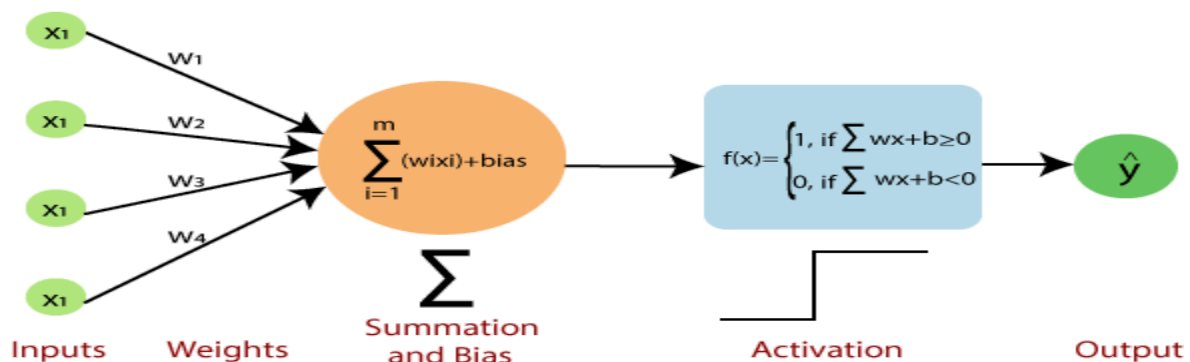 x₁
x₁
x₁
x₁
W₁
W₂
W₃
W₄
m
∑(wixi)+bias
i=1
f(x)={1, if ∑ wx+b≥0
0, if ∑ wx+b<0
ŷ
∑
Inputs
Weights
Summation
and Bias
Activation
Output